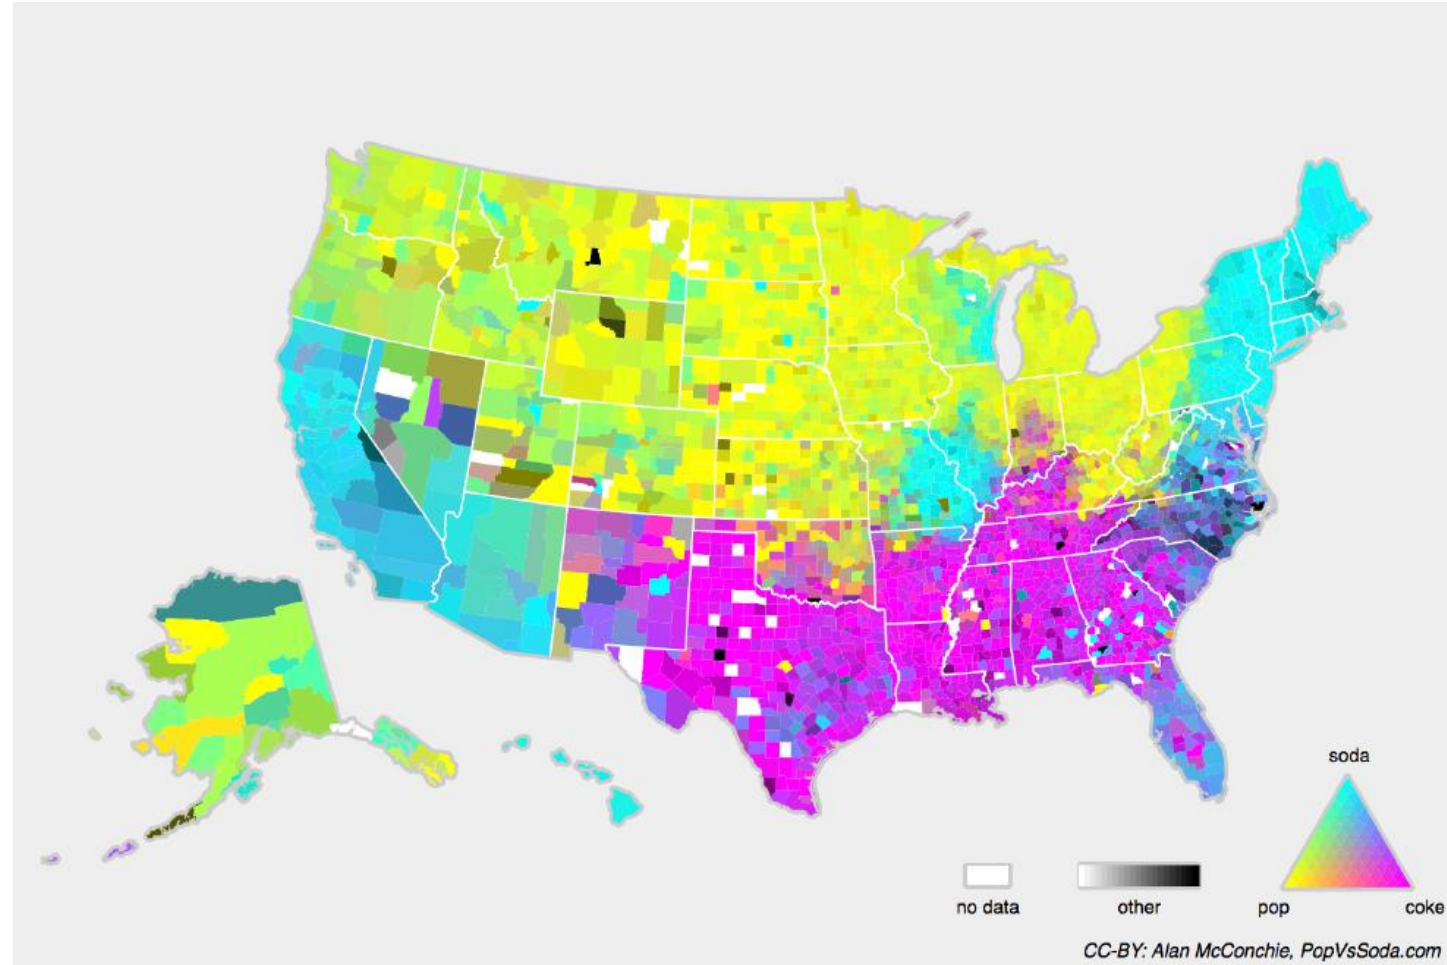 soda
no data
other
pop
coke
CC-BY: Alan McConchie, PopVsSoda.com